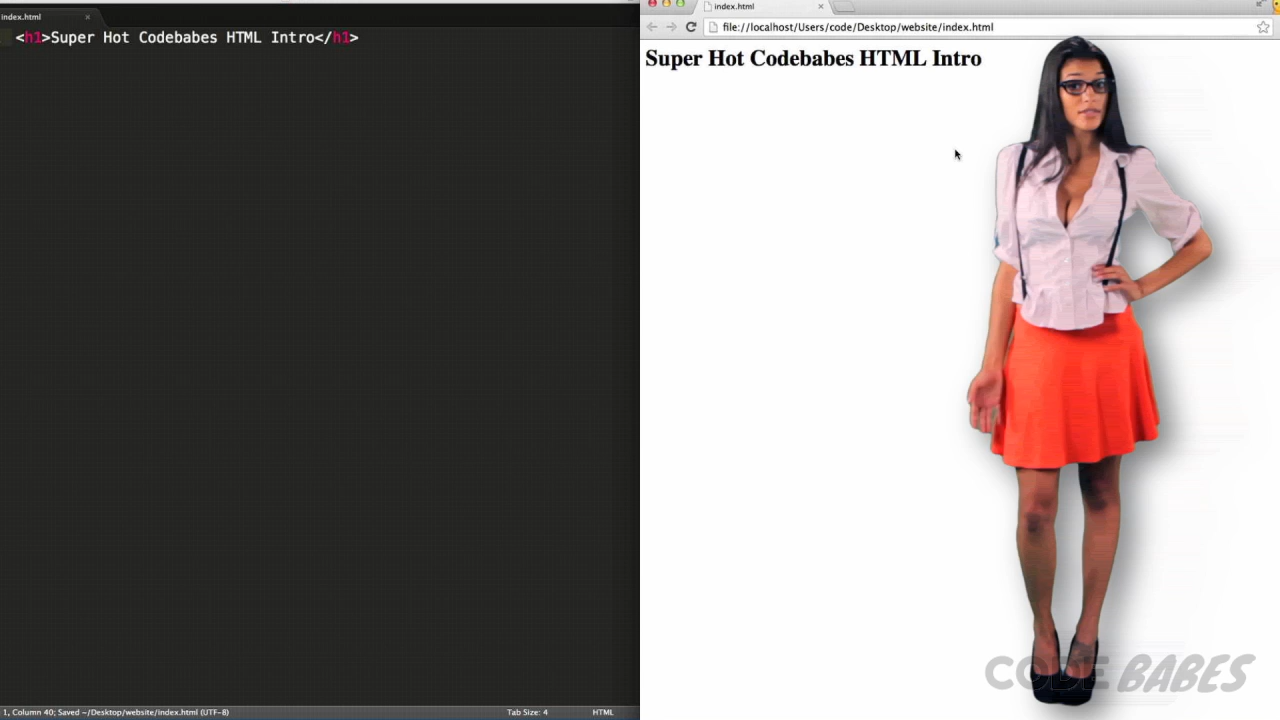 index.html
<h1>Super Hot Codebabes HTML Intro</h1>
1, Column 40; Saved ~/Desktop/website/index.html (UTF-8)
Tab Size: 4
HTML
index.html
file://localhost/Users/code/Desktop/website/index.html
Super Hot Codebabes HTML Intro
CODE BABES